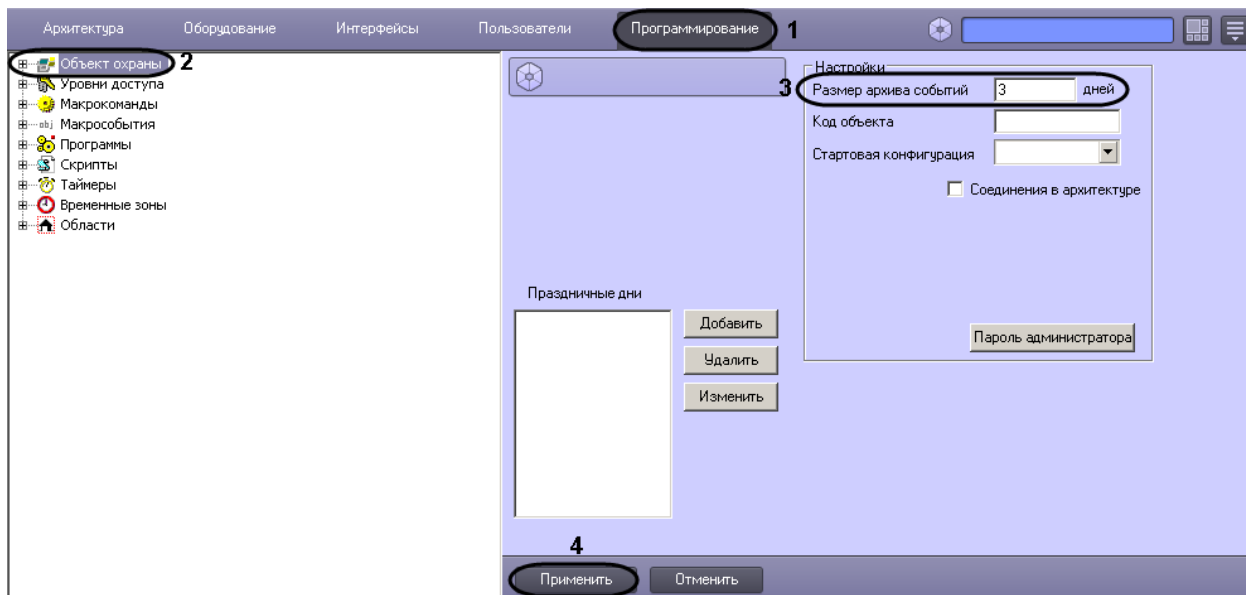 Архитектура Оборудование Интерфейсы Пользователи Программирование 1
Объект охраны 2
Уровни доступа
Макрокоманды
obj Макрособытия
Программы
Скрипты
Таймеры
Временные зоны
Области
Настройки
3 Размер архива событий 3 дней
Код объекта
Стартовая конфигурация
Соединения в архитектуре
Пароль администратора
Праздничные дни
Добавить
Удалить
Изменить
4
Применить Отменить